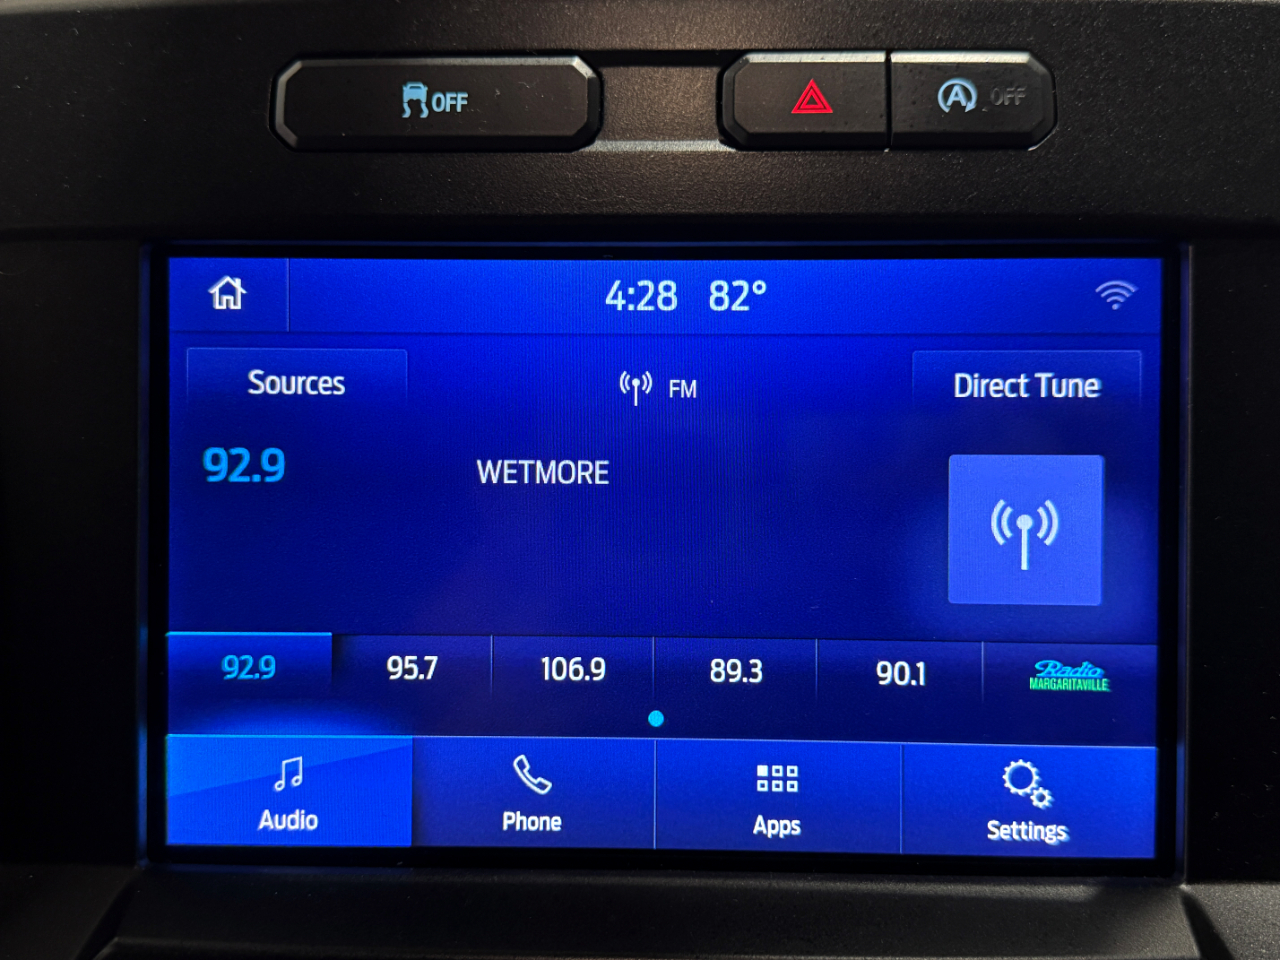 OFF
A OFF
4:28 82°
Sources
FM
Direct Tune
92.9
WETMORE
92.9 95.7 106.9 89.3 90.1 Radio
MARGARITAVILLE
Audio Phone Apps Settings